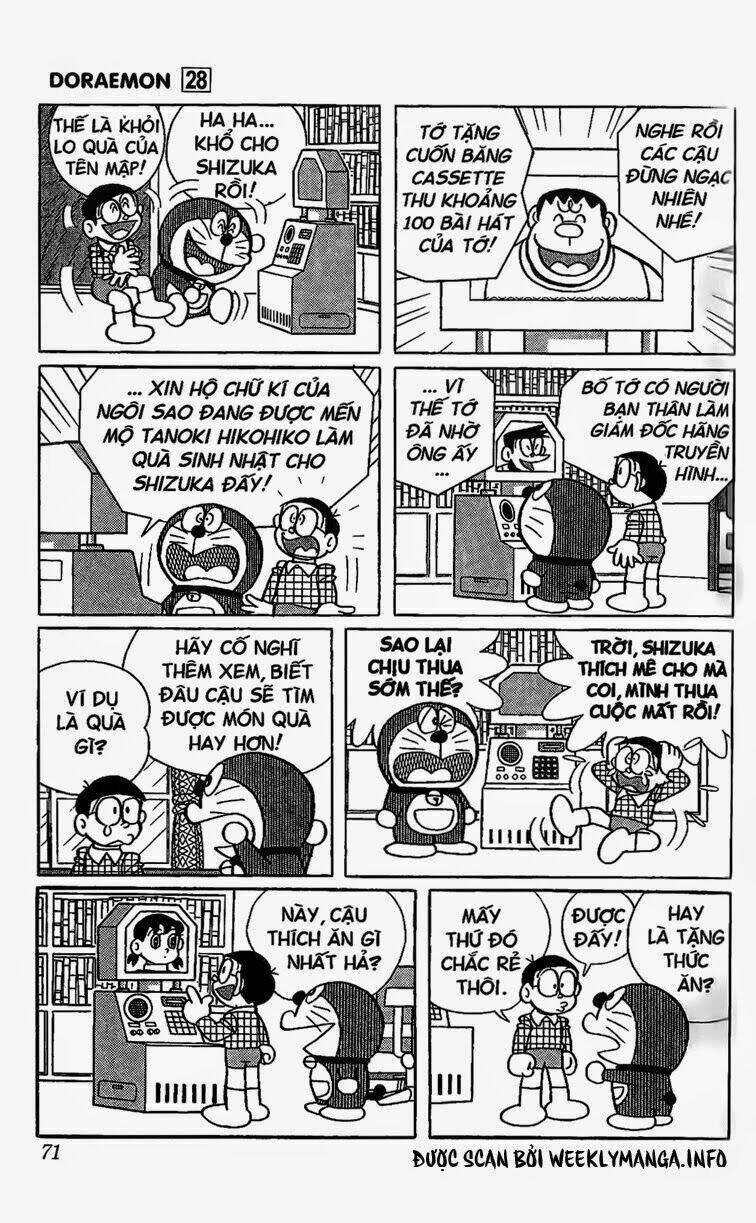 DORAEMON 28
NGHE RỒI
CÁC CẬU
ĐỪNG
NGẠC
NHIÊN
NHÉ!
TỚ TẶNG
CUỐN BĂNG
CASSETTE
THU KHOẢNG
100 BÀI HÁT
CỦA TỚ!
HA HA...
KHỔ CHO
SHIZUKA
RỒI!
THẾ LÀ KHỎI
LO QUÀ CỦA
TÊN MẬP!
BỐ TỚ CÓ NGƯỜI
BẠN THÂN LÀM
GIÁM ĐỐC HÃNG
TRUYỀN
HÌNH...
... VÌ
THẾ TỚ
ĐÃ NHỜ
ÔNG ẤY
...
... XIN HỘ CHỮ KÍ CỦA
NGÔI SAO ĐANG ĐƯỢC MẾN
MỘ TANOKI HIKOHIKO LÀM
QUÀ SINH NHẬT CHO
SHIZUKA ĐẤY!
TRỜI, SHIZUKA
THÍCH MÊ CHO MÀ
COI, MÌNH THUA
CUỘC MẤT RỒI!
SAO LẠI
CHỊU THUA
SỚM THẾ?
HÃY CỐ NGHĨ
THÊM XEM, BIẾT
ĐÂU CẬU SẼ TÌM
ĐƯỢC MÓN QUÀ
HAY HƠN!
VÍ DỤ
LÀ QUÀ
GÌ?
HAY
LÀ TẶNG
THỨC
ĂN?
ĐƯỢC
ĐẤY!
MẤY
THỨ ĐÓ
CHẮC RẺ
THÔI.
NÀY, CẬU
THÍCH ĂN GÌ
NHẤT HẢ?
71
ĐƯỢC SCAN BỞI WEEKLYMANGA.INFO